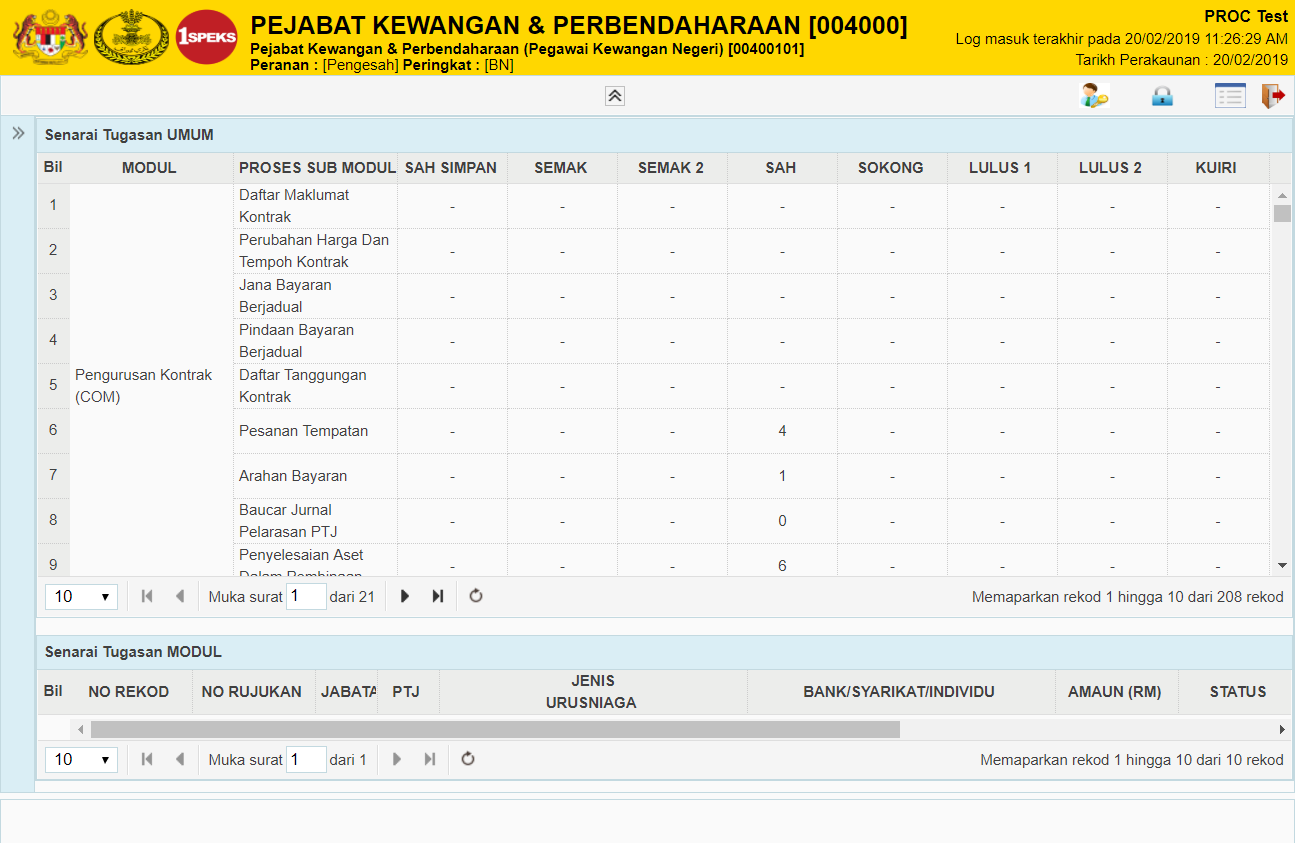 1SPEKS
PEJABAT KEWANGAN & PERBENDAHARAAN [004000]
Pejabat Kewangan & Perbendaharaan (Pegawai Kewangan Negeri) [00400101]
Peranan : [Pengesah] Peringkat : [BN]
PROC Test
Log masuk terakhir pada 20/02/2019 11:26:29 AM
Tarikh Perakaunan : 20/02/2019
Senarai Tugasan UMUM
Bil MODUL PROSES SUB MODUL SAH SIMPAN SEMAK SEMAK 2 SAH SOKONG LULUS 1 LULUS 2 KUIRI
1 Daftar Maklumat - - - - - - - -
Kontrak
2 Perubahan Harga Dan - - - - - - - -
Tempoh Kontrak
3 Jana Bayaran - - - - - - - -
Berjadual
4 Pindaan Bayaran - - - - - - - -
Berjadual
Pengurusan Kontrak
(COM)
5 Daftar Tanggungan - - - - - - - -
Kontrak
6 Pesanan Tempatan - - - 4 - - - -
7 Arahan Bayaran - - - 1 - - - -
8 Baucar Jurnal - - - 0 - - - -
Pelarasan PTJ
9 Penyelesaian Aset - - - 6 - - - -
Dalam Pembinaan
10 Muka surat 1 dari 21 Memaparkan rekod 1 hingga 10 dari 208 rekod
Senarai Tugasan MODUL
Bil NO REKOD NO RUJUKAN JABATA PTJ JENIS
URUSNIAGA BANK/SYARIKAT/INDIVIDU AMAUN (RM) STATUS
10 Muka surat 1 dari 1 Memaparkan rekod 1 hingga 10 dari 10 rekod